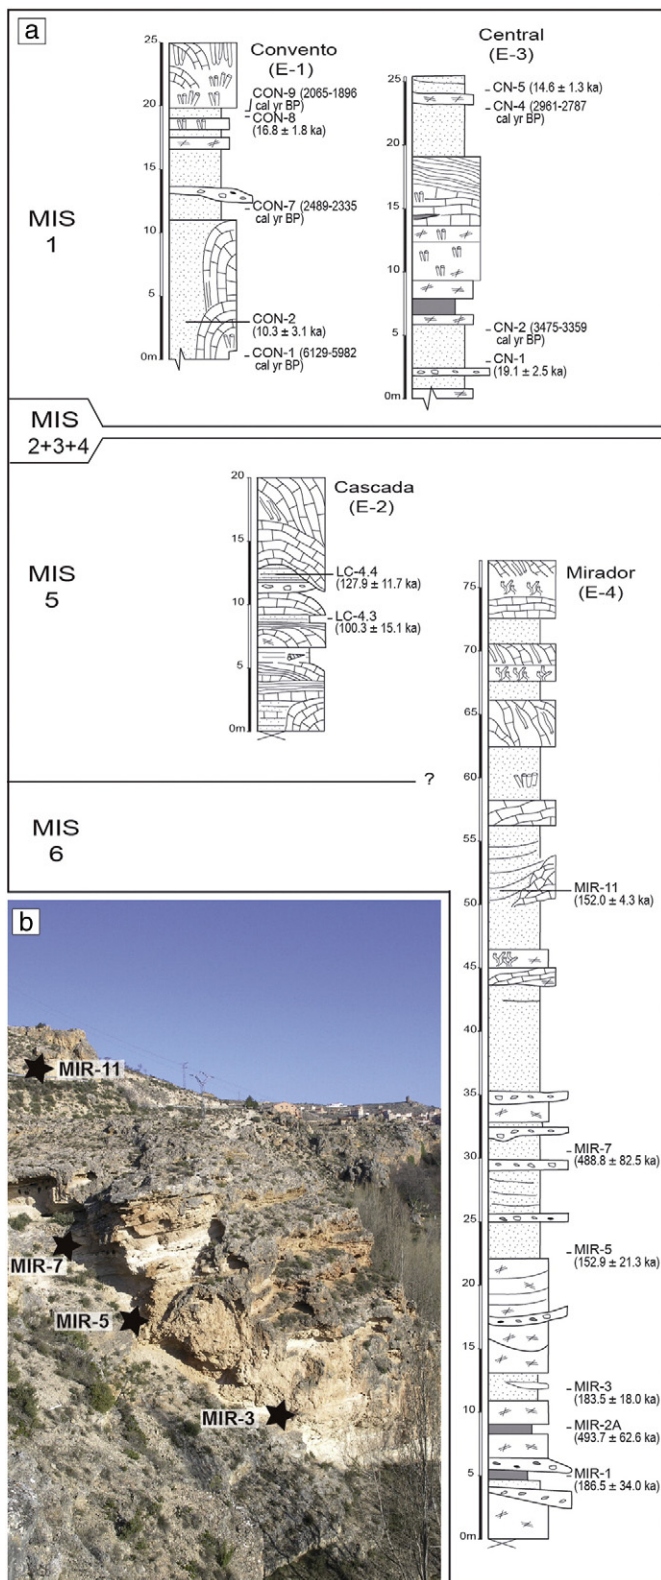 a
Convento
(E-1)
25
20
15
10
5
0m
CON-9 (2065-1896
cal yr BP)
CON-8
(16.8 ± 1.8 ka)
CON-7 (2489-2335
cal yr BP)
CON-2
(10.3 ± 3.1 ka)
CON-1 (6129-5982
cal yr BP)
Central
(E-3)
25
20
15
10
5
0m
CN-5 (14.6 ± 1.3 ka)
CN-4 (2961-2787
cal yr BP)
CN-2 (3475-3359
cal yr BP)
CN-1
(19.1 ± 2.5 ka)
MIS
1
MIS
2+3+4
MIS
5
Cascada
(E-2)
20
15
10
5
0m
LC-4.4
(127.9 ± 11.7 ka)
LC-4.3
(100.3 ± 15.1 ka)
?
MIS
6
Mirador
(E-4)
75
70
65
60
55
50
45
40
35
30
25
20
15
10
5
0m
MIR-11
(152.0 ± 4.3 ka)
MIR-7
(488.8 ± 82.5 ka)
MIR-5
(152.9 ± 21.3 ka)
MIR-3
(183.5 ± 18.0 ka)
MIR-2A
(493.7 ± 62.6 ka)
MIR-1
(186.5 ± 34.0 ka)
b
MIR-11
MIR-7
MIR-5
MIR-3